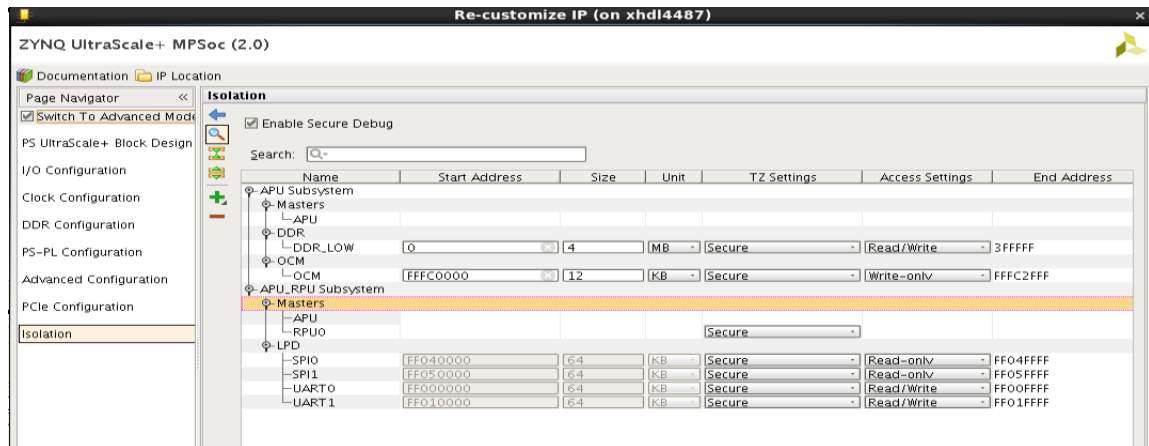 Re-customize IP (on xhdl4487)
ZYNQ UltraScale+ MPSoc (2.0)
Documentation IP Location
Page Navigator «
Switch To Advanced Mode
PS UltraScale+ Block Design
I/O Configuration
Clock Configuration
DDR Configuration
PS-PL Configuration
Advanced Configuration
PCIe Configuration
Isolation
Isolation
Enable Secure Debug
Search:
Name Start Address Size Unit TZ Settings Access Settings End Address
APU Subsystem
Masters
APU
DDR
DDR_LOW 0 4 MB Secure Read/Write 3FFFFF
OCM
OCM FFFC0000 12 KB Secure Write-only FFFC2FFF
APU_RPU Subsystem
Masters
APU
RPU0 Secure
LPD
SPI0 FF040000 64 KB Secure Read-only FF04FFFF
SPI1 FF050000 64 KB Secure Read-only FF05FFFF
UART0 FF000000 64 KB Secure Read/Write FF00FFFF
UART1 FF010000 64 KB Secure Read/Write FF01FFFF